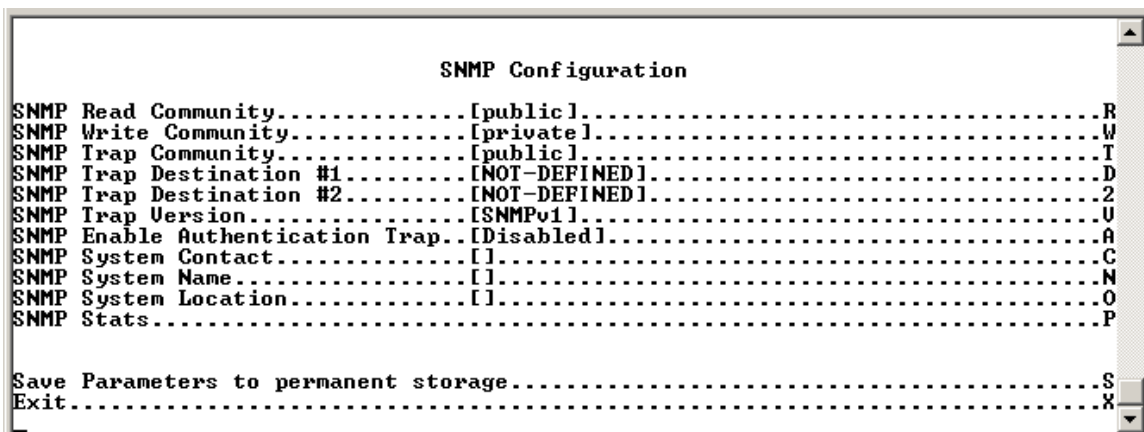 SNMP Configuration
SNMP Read Community..............[public]..................................................R
SNMP Write Community.............[private].................................................W
SNMP Trap Community..............[public]..................................................T
SNMP Trap Destination #1.........[NOT-DEFINED].............................................D
SNMP Trap Destination #2.........[NOT-DEFINED].............................................2
SNMP Trap Version................[SNMPv1]..................................................V
SNMP Enable Authentication Trap..[Disabled]................................................A
SNMP System Contact..............[]........................................................C
SNMP System Name.................[]........................................................N
SNMP System Location.............[]........................................................O
SNMP Stats.................................................................................P
Save Parameters to permanent storage.......................................................S
Exit.......................................................................................X